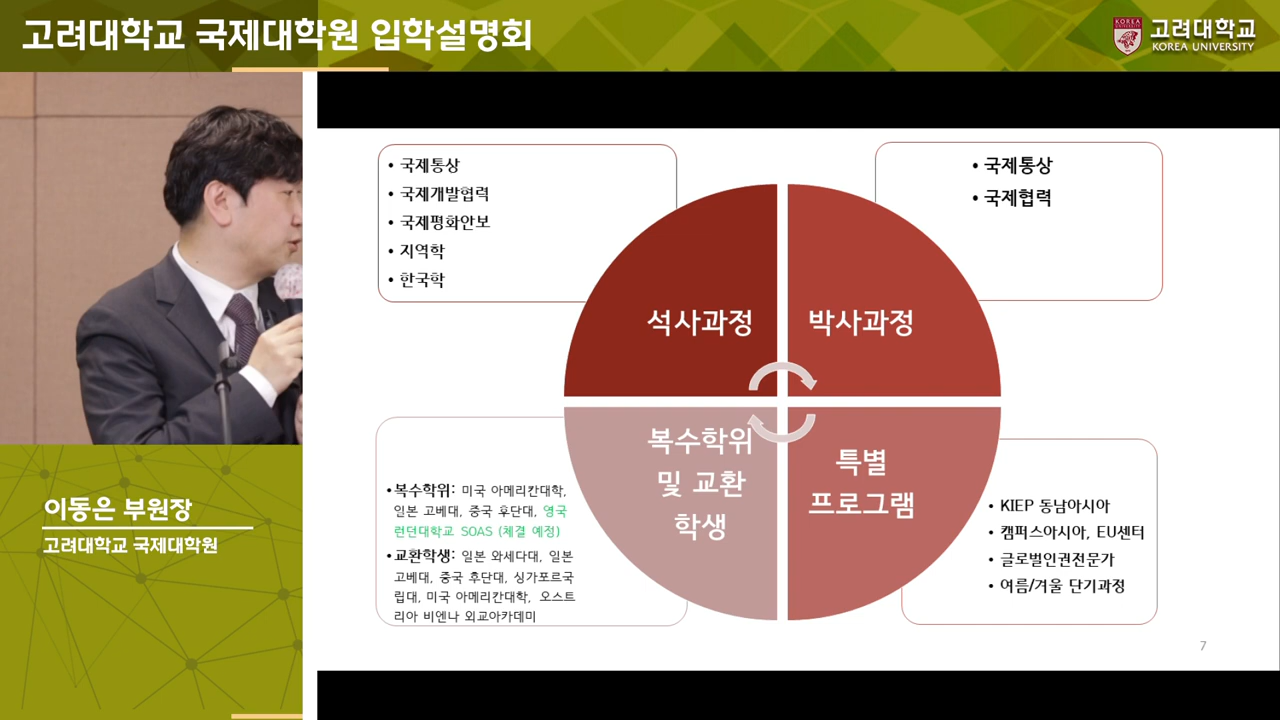 고려대학교 국제대학원 입학설명회
KOREA
UNIVERSITY
고려대학교
KOREA UNIVERSITY
• 국제통상
• 국제개발협력
• 국제평화안보
• 지역학
• 한국학
• 국제통상
• 국제협력
석사과정
박사과정
복수학위
및 교환
학생
특별
프로그램
•복수학위: 미국 아메리칸대학,
일본 고베대, 중국 후단대, 영국
런던대학교 SOAS (체결 예정)
•교환학생: 일본 와세다대, 일본
고베대, 중국 후단대, 싱가포르국
립대, 미국 아메리칸대학, 오스트
리아 비엔나 외교아카데미
• KIEP 동남아시아
• 캠퍼스아시아, EU센터
• 글로벌인권전문가
• 여름/겨울 단기과정
이동은 부원장
고려대학교 국제대학원
7